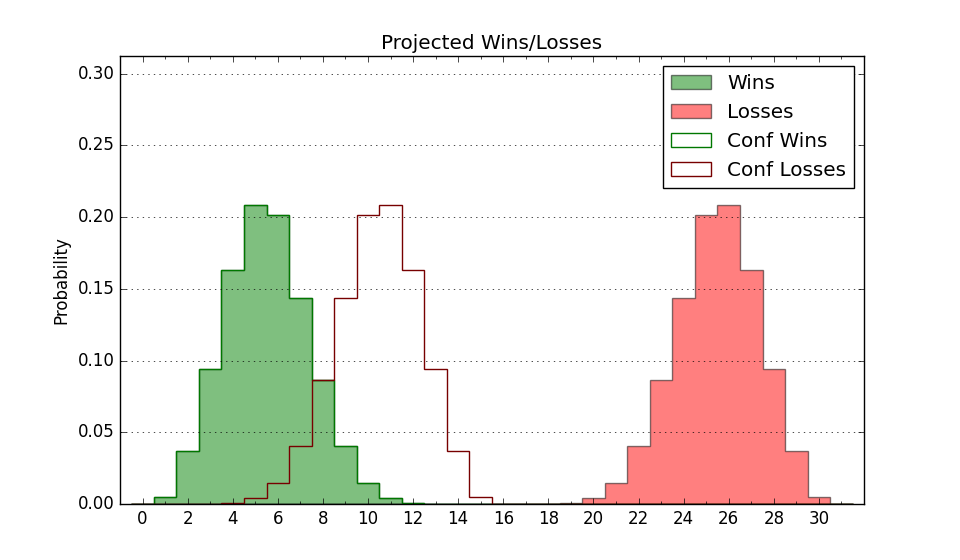 Projected Wins/Losses
0.30
0.25
0.20
0.15
0.10
0.05
0.00
Probability
Wins
Losses
Conf Wins
Conf Losses
0 2 4 6 8 10 12 14 16 18 20 22 24 26 28 30